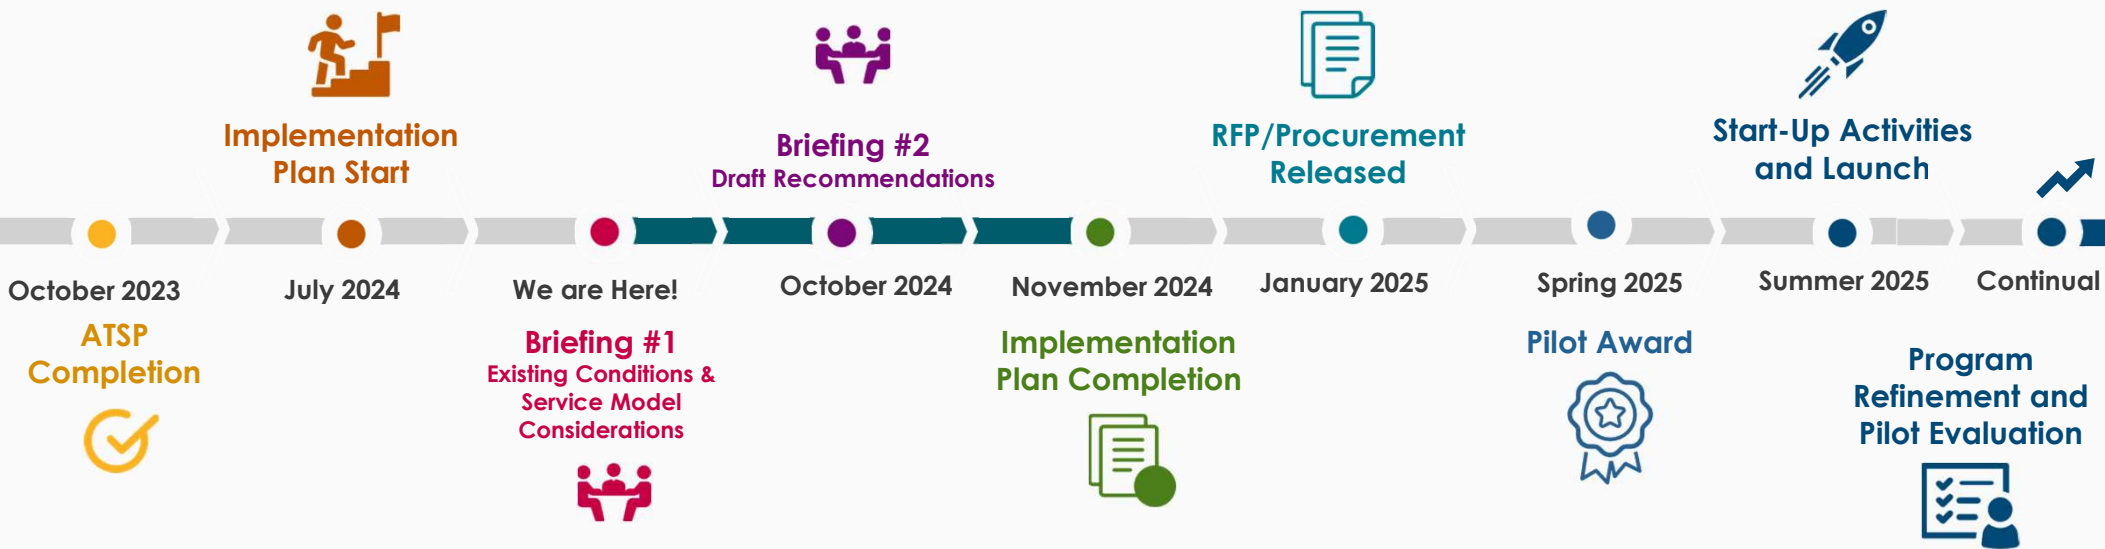 October 2023
ATSP
Completion
Implementation
Plan Start
July 2024
We are Here!
Briefing #1
Existing Conditions &
Service Model
Considerations
Briefing #2
Draft Recommendations
October 2024
November 2024
Implementation
Plan Completion
RFP/Procurement
Released
January 2025
Spring 2025
Pilot Award
Start-Up Activities
and Launch
Summer 2025
Continual
Program
Refinement and
Pilot Evaluation